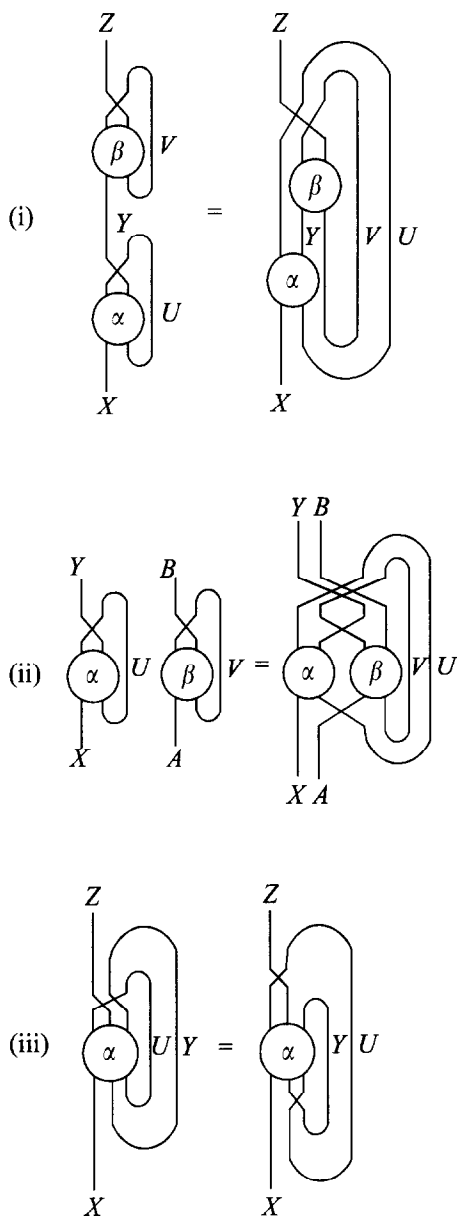 Z Z
β V β
(i) Y = Y V U
α U α
X X
Y B
Y B
(ii) α U β V = α β V U
X A
X A
Z Z
(iii) α U Y = α Y U
X X